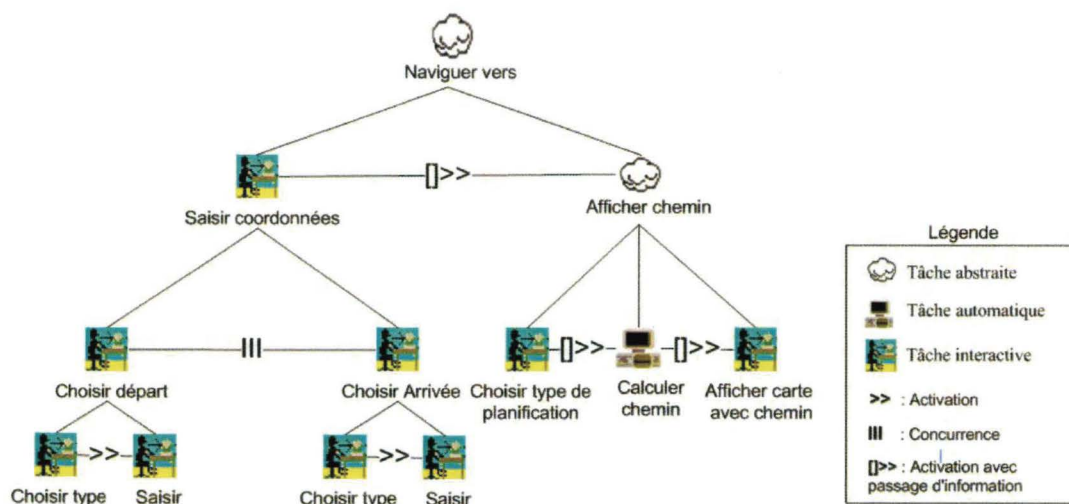 Naviguer vers
[]>>
Saisir coordonnées
Afficher chemin
Légende
Tâche abstraite
Tâche automatique
Tâche interactive
>> : Activation
III : Concurrence
[]>> : Activation avec
passage d'information
III
[]>>
[]>>
Choisir départ
Choisir Arrivée
Choisir type de
planification
Calculer
chemin
Afficher carte
avec chemin
>>
>>
Choisir type
Saisir
Choisir type
Saisir